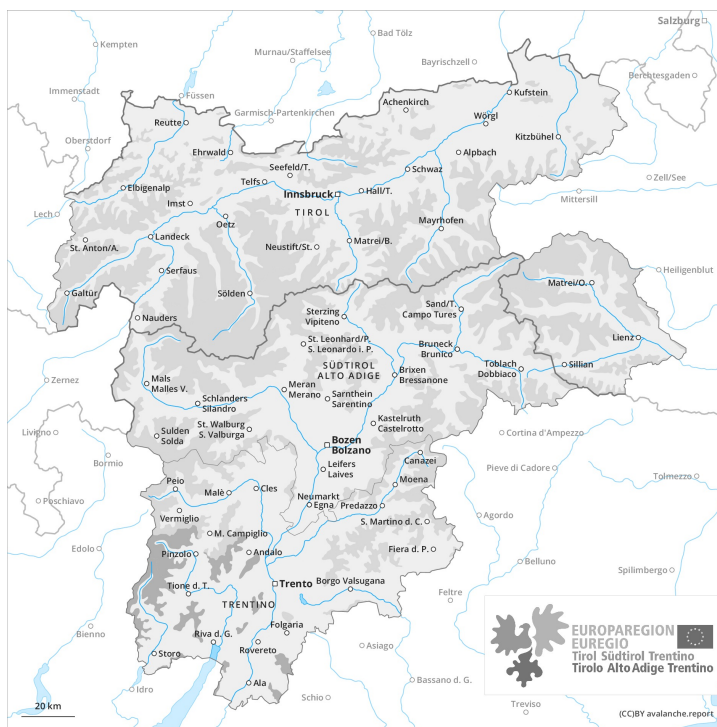 Salzburg
Kempten
Bad Tölz
Murnau/Staffelsee
Bayrischzell
Berchtesgaden
Immenstadt
Füssen
Garmisch-Partenkirchen
Achenkirch
Kufstein
Reutte
Wörgl
Oberstdorf
Ehrwald
Kitzbühel
Alpbach
Seefeld/T.
Telfs
Schwaz
Zell/See
Elbigenalp
Innsbruck
Hall/T.
Mittersill
Imst
TIROL
Lech
Oetz
Mayrhofen
St. Anton/A.
Landeck
Neustift/St.
Matrei/B.
Serfaus
Heiligenblut
Matrei/O.
Galtür
Sölden
Nauders
Sand/T.
Campo Tures
Sterzing
Vipiteno
Lienz
St. Leonhard/P.
S. Leonardo i. P.
Bruneck
Brunico
Toblach
Dobbiaco
Sillian
SÜDTIROL
ALTO ADIGE
Brixen
Bressanone
Zernez
Mals
Malles V.
Meran
Merano
Schlanders
Silandro
Sarnthein
Sarentino
Kastelruth
Castelrotto
St. Walburg
S. Valburga
Livigno
Sulden
Solda
Cortina d'Ampezzo
Bozen
Bolzano
Bormio
Canazei
Pieve di Cadore
Leifers
Laives
Tolmezzo
Peio
Moena
Malè
Cles
Neumarkt
Egna
Predazzo
Poschiavo
Vermiglio
S. Martino d. C.
Agordo
M. Campiglio
Edolo
Pinzolo
Andalo
Fiera d. P.
Belluno
Spilimbergo
Tione d. T.
Trento
Borgo Valsugana
Feltre
TRENTINO
Folgaria
Bienno
Riva d. G.
Rovereto
Asiago
Storo
Idro
Ala
Bassano d. G.
Schio
Treviso
EUROPAREGION
EUREGIO
Tirol Südtirol Trentino
Tirolo Alto Adige Trentino
20 km
(CC)BY avalanche.report